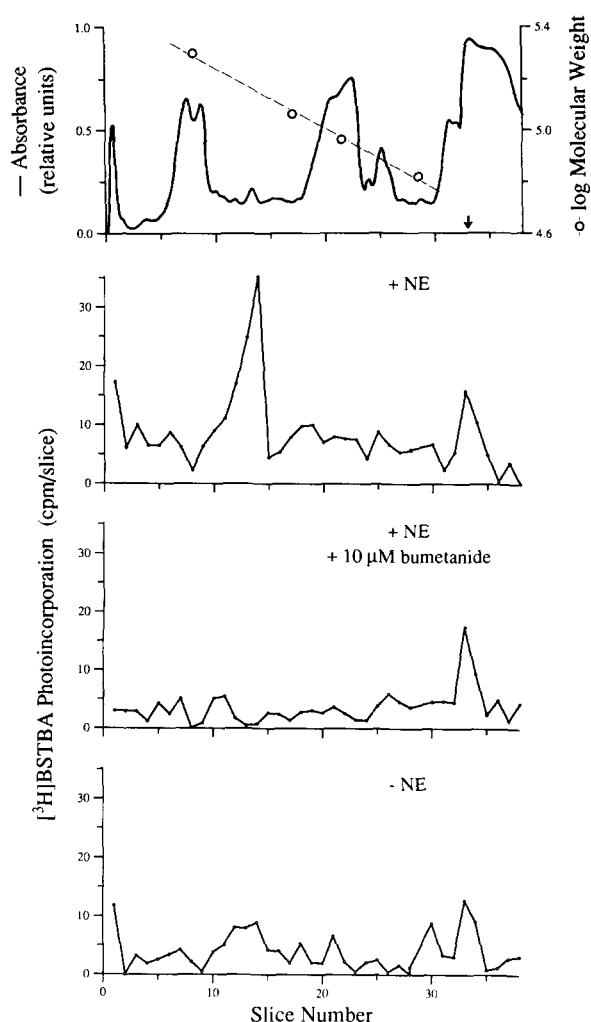 — Absorbance
(relative units)
1.0
0.5
0.0
5.4
5.0
4.6
-o- log Molecular Weight
+ NE
30
20
10
0
[³H]BSTBA Photoincorporation (cpm/slice)
+ NE
+ 10 μM bumetanide
30
20
10
0
- NE
30
20
10
0
0
10
20
30
Slice Number